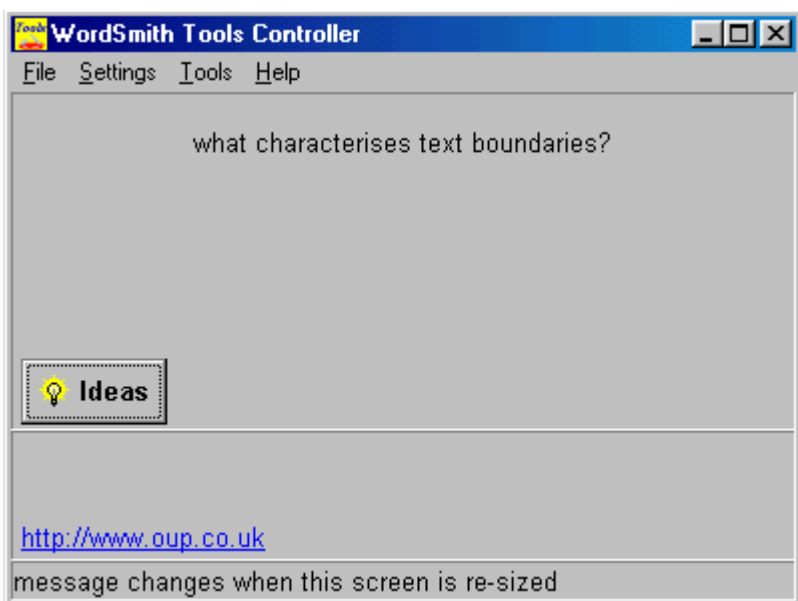 Tools WordSmith Tools Controller
File Settings Tools Help
what characterises text boundaries?
Ideas
http://www.oup.co.uk
message changes when this screen is re-sized